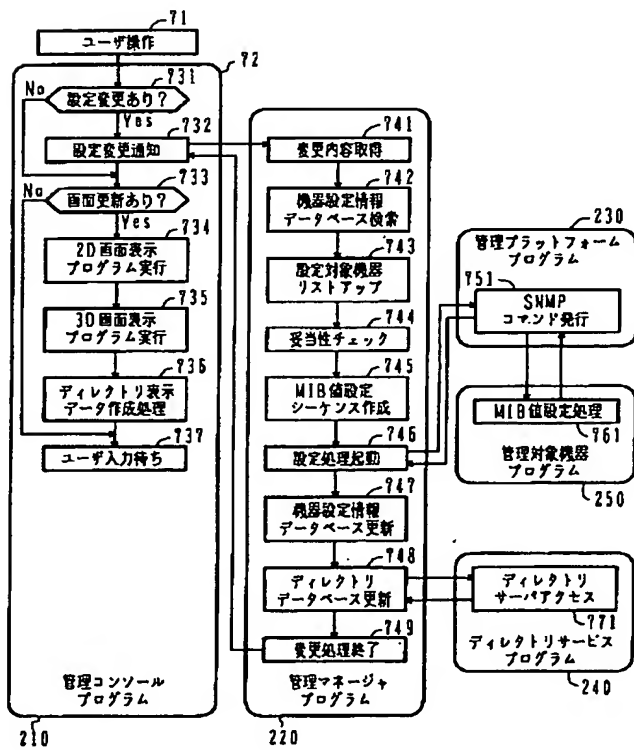 71
ユーザ操作
72
731
No
設定変更あり?
Yes
732
設定変更通知
733
No
画面更新あり?
Yes
734
2D画面表示
プログラム実行
735
3D画面表示
プログラム実行
736
ディレクトリ表示
データ作成処理
737
ユーザ入力待ち
管理コンソール
プログラム
210
741
変更内容取得
742
機器設定情報
データベース検索
743
設定対象機器
リストアップ
744
妥当性チェック
745
MIB値設定
シーケンス作成
746
設定処理起動
747
機器設定情報
データベース更新
748
ディレクトリ
データベース更新
749
変更処理終了
管理マネージャ
プログラム
220
230
管理プラットフォーム
プログラム
751
SNMP
コマンド発行
MIB値設定処理
761
管理対象機器
プログラム
250
ディレクトリ
サーバアクセス
771
ディレクトリサービス
プログラム
240